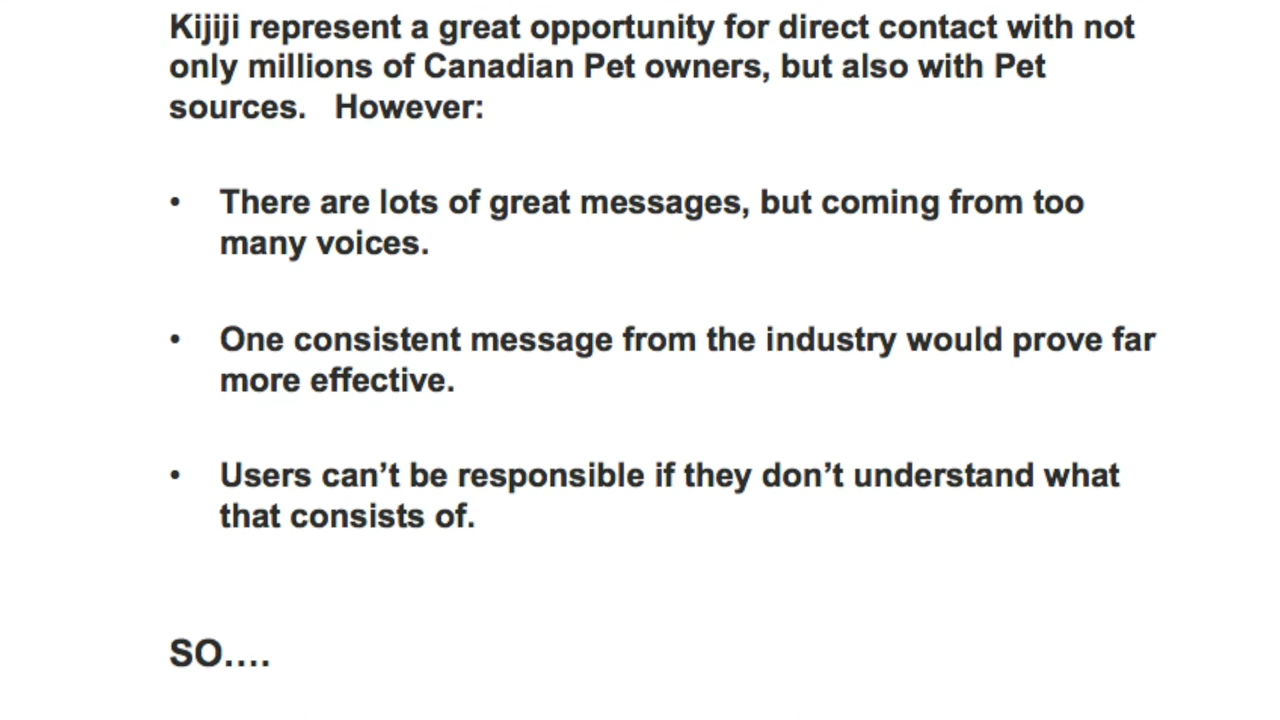 Kijiji represent a great opportunity for direct contact with not
only millions of Canadian Pet owners, but also with Pet
sources.   However:
• There are lots of great messages, but coming from too
many voices.
• One consistent message from the industry would prove far
more effective.
• Users can’t be responsible if they don’t understand what
that consists of.
SO….